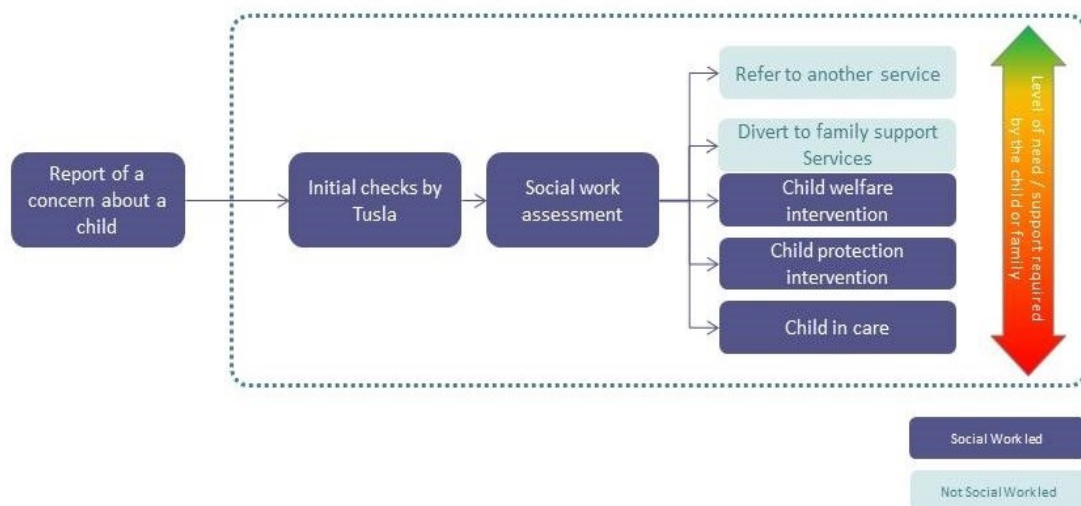 Report of a
concern about a
child
Initial checks by
Tusla
Social work
assessment
Refer to another service
Divert to family support
Services
Child welfare
intervention
Child protection
intervention
Child in care
Level of need / support required
by the child or family
Social Work led
Not Social Work led